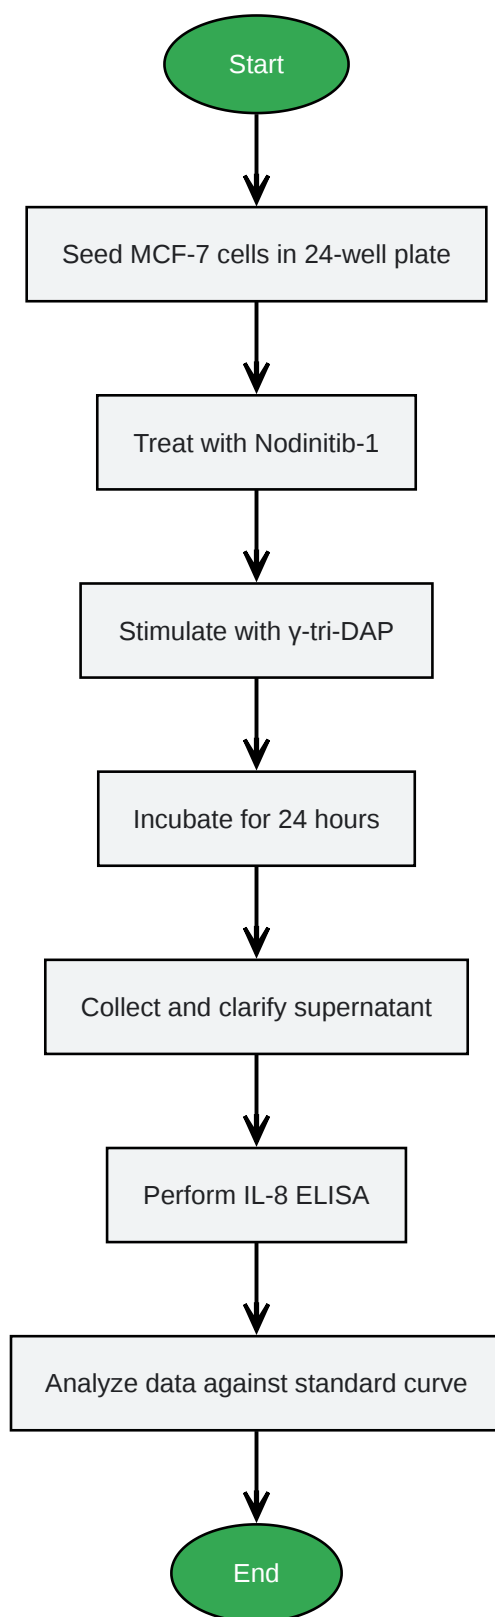 Start
Seed MCF-7 cells in 24-well plate
Treat with Nodinitib-1
Stimulate with γ-tri-DAP
Incubate for 24 hours
Collect and clarify supernatant
Perform IL-8 ELISA
Analyze data against standard curve
End